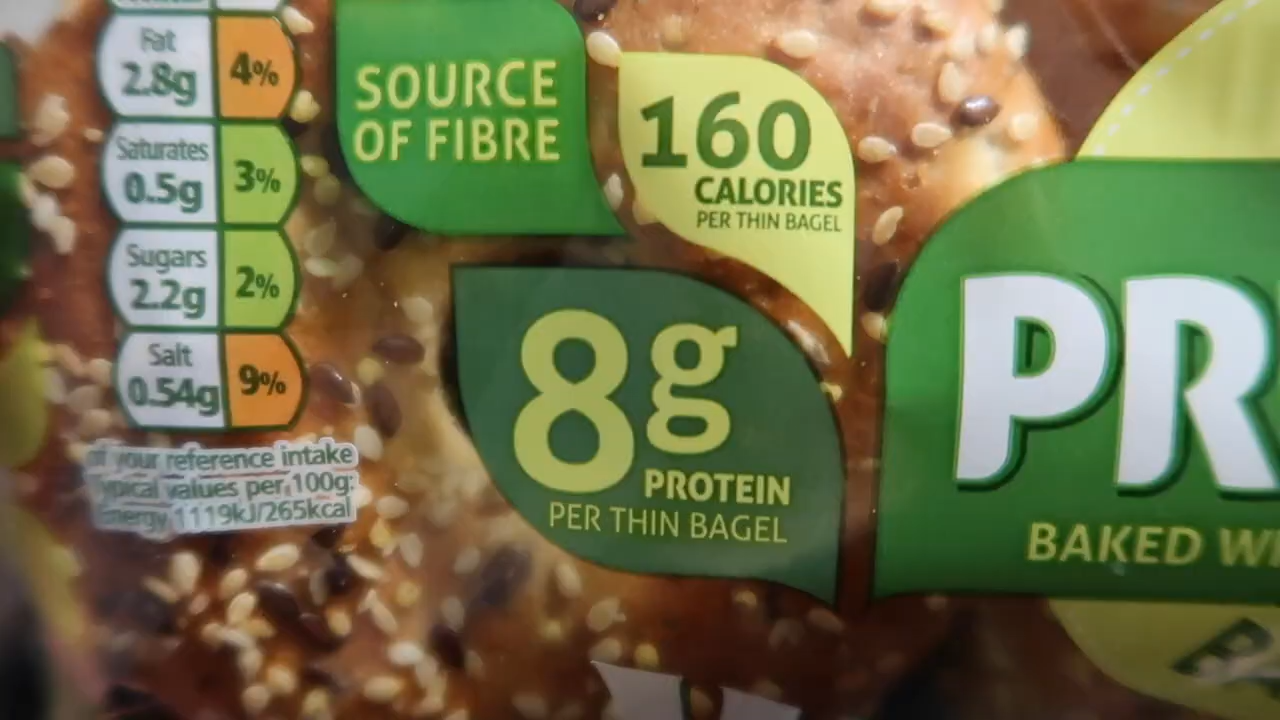 Fat
2.8g
4%
Saturates
0.5g
3%
Sugars
2.2g
2%
Salt
0.54g
9%
of your reference intake
Typical values per 100g:
Energy 1119kJ/265kcal
SOURCE
OF FIBRE
160
CALORIES
PER THIN BAGEL
8g
PROTEIN
PER THIN BAGEL
PR
BAKED WI